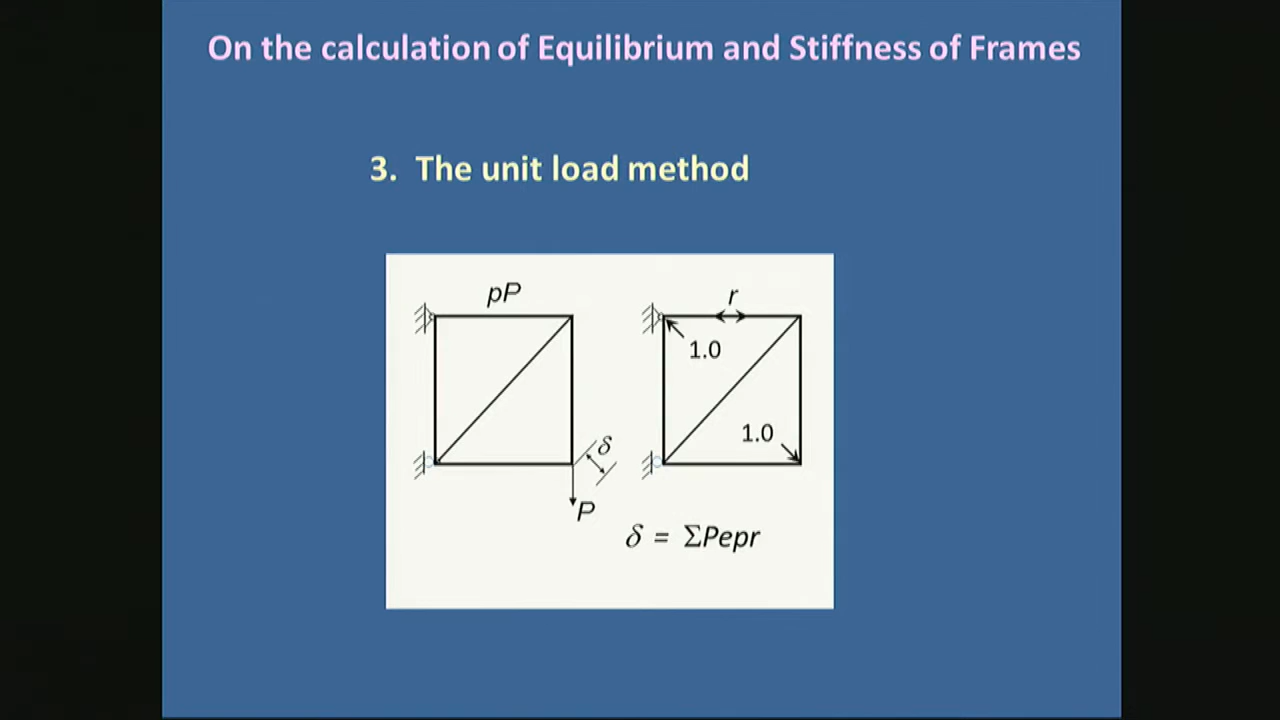 On the calculation of Equilibrium and Stiffness of Frames
3. The unit load method
pP
r
1.0
1.0
δ
P
δ = ΣPepr